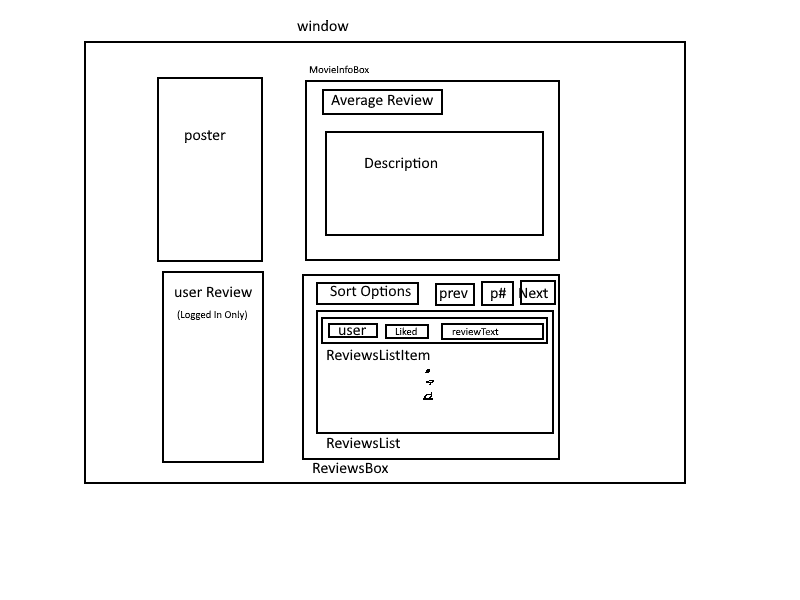 window
MovieInfoBox
Average Review
poster
Description
user Review
(Logged In Only)
Sort Options
prev
p#
Next
user
Liked
reviewText
ReviewsListItem
ReviewsList
ReviewsBox